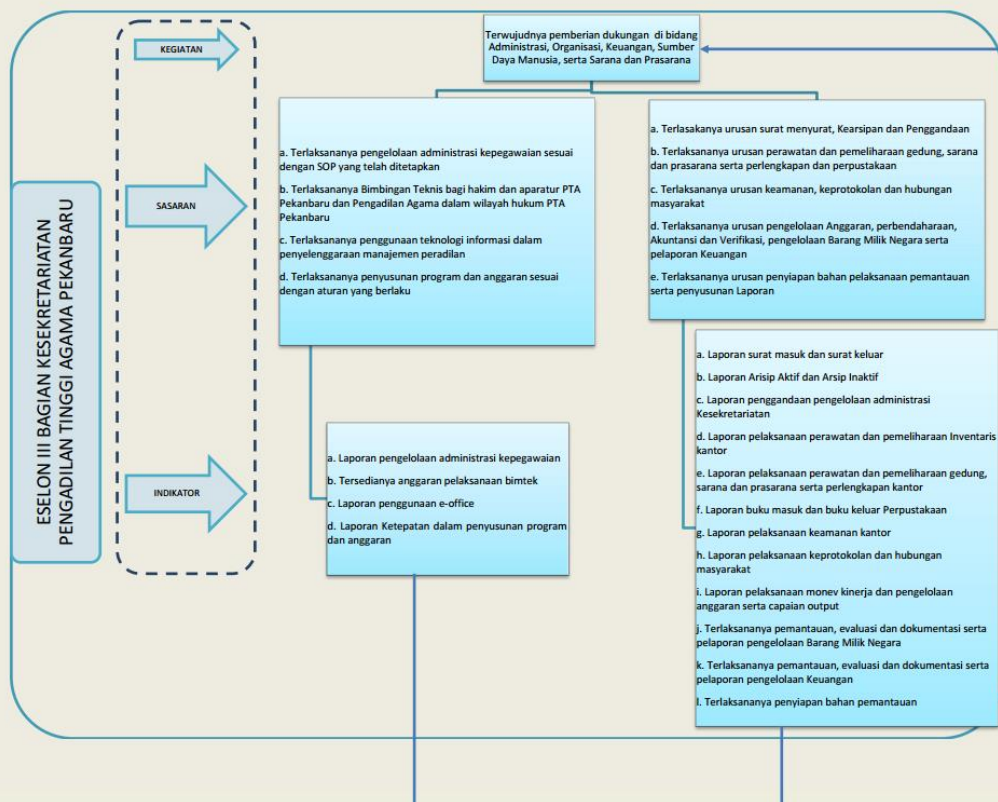 ESELON III BAGIAN KESEKRETARIATAN
PENGADILAN TINGGI AGAMA PEKANBARU
KEGIATAN
SASARAN
INDIKATOR
Terwujudnya pemberian dukungan di bidang
Administrasi, Organisasi, Keuangan, Sumber
Daya Manusia, serta Sarana dan Prasarana
a. Terlaksananya pengelolaan administrasi kepegawaian sesuai
dengan SOP yang telah ditetapkan
b. Terlaksananya Bimbingan Teknis bagi hakim dan aparatur PTA
Pekanbaru dan Pengadilan Agama dalam wilayah hukum PTA
Pekanbaru
c. Terlaksananya penggunaan teknologi informasi dalam
penyelenggaraan manajemen peradilan
d. Terlaksananya penyusunan program dan anggaran sesuai
dengan aturan yang berlaku
a. Terlasakanya urusan surat menyurat, Kearsipan dan Penggandaan
b. Terlaksananya urusan perawatan dan pemeliharaan gedung, sarana
dan prasarana serta perlengkapan dan perpustakaan
c. Terlaksananya urusan keamanan, keprotokolan dan hubungan
masyarakat
d. Terlaksananya urusan pengelolaan Anggaran, perbendaharaan,
Akuntansi dan Verifikasi, pengelolaan Barang Milik Negara serta
pelaporan Keuangan
e. Terlaksananya urusan penyiapan bahan pelaksanaan pemantauan
serta penyusunan Laporan
a. Laporan pengelolaan administrasi kepegawaian
b. Tersedianya anggaran pelaksanaan bimtek
c. Laporan penggunaan e-office
d. Laporan Ketepatan dalam penyusunan program
dan anggaran
a. Laporan surat masuk dan surat keluar
b. Laporan Arisip Aktif dan Arsip Inaktif
c. Laporan penggandaan pengelolaan administrasi
Kesekretariatan
d. Laporan pelaksanaan perawatan dan pemeliharaan Inventaris
kantor
e. Laporan pelaksanaan perawatan dan pemeliharaan gedung,
sarana dan prasarana serta perlengkapan kantor
f. Laporan buku masuk dan buku keluar Perpustakaan
g. Laporan pelaksanaan keamanan kantor
h. Laporan pelaksanaan keprotokolan dan hubungan
masyarakat
i. Laporan pelaksanaan monev kinerja dan pengelolaan
anggaran serta capaian output
j. Terlaksananya pemantauan, evaluasi dan dokumentasi serta
pelaporan pengelolaan Barang Milik Negara
k. Terlaksananya pemantauan, evaluasi dan dokumentasi serta
pelaporan pengelolaan Keuangan
l. Terlaksananya penyiapan bahan pemantauan